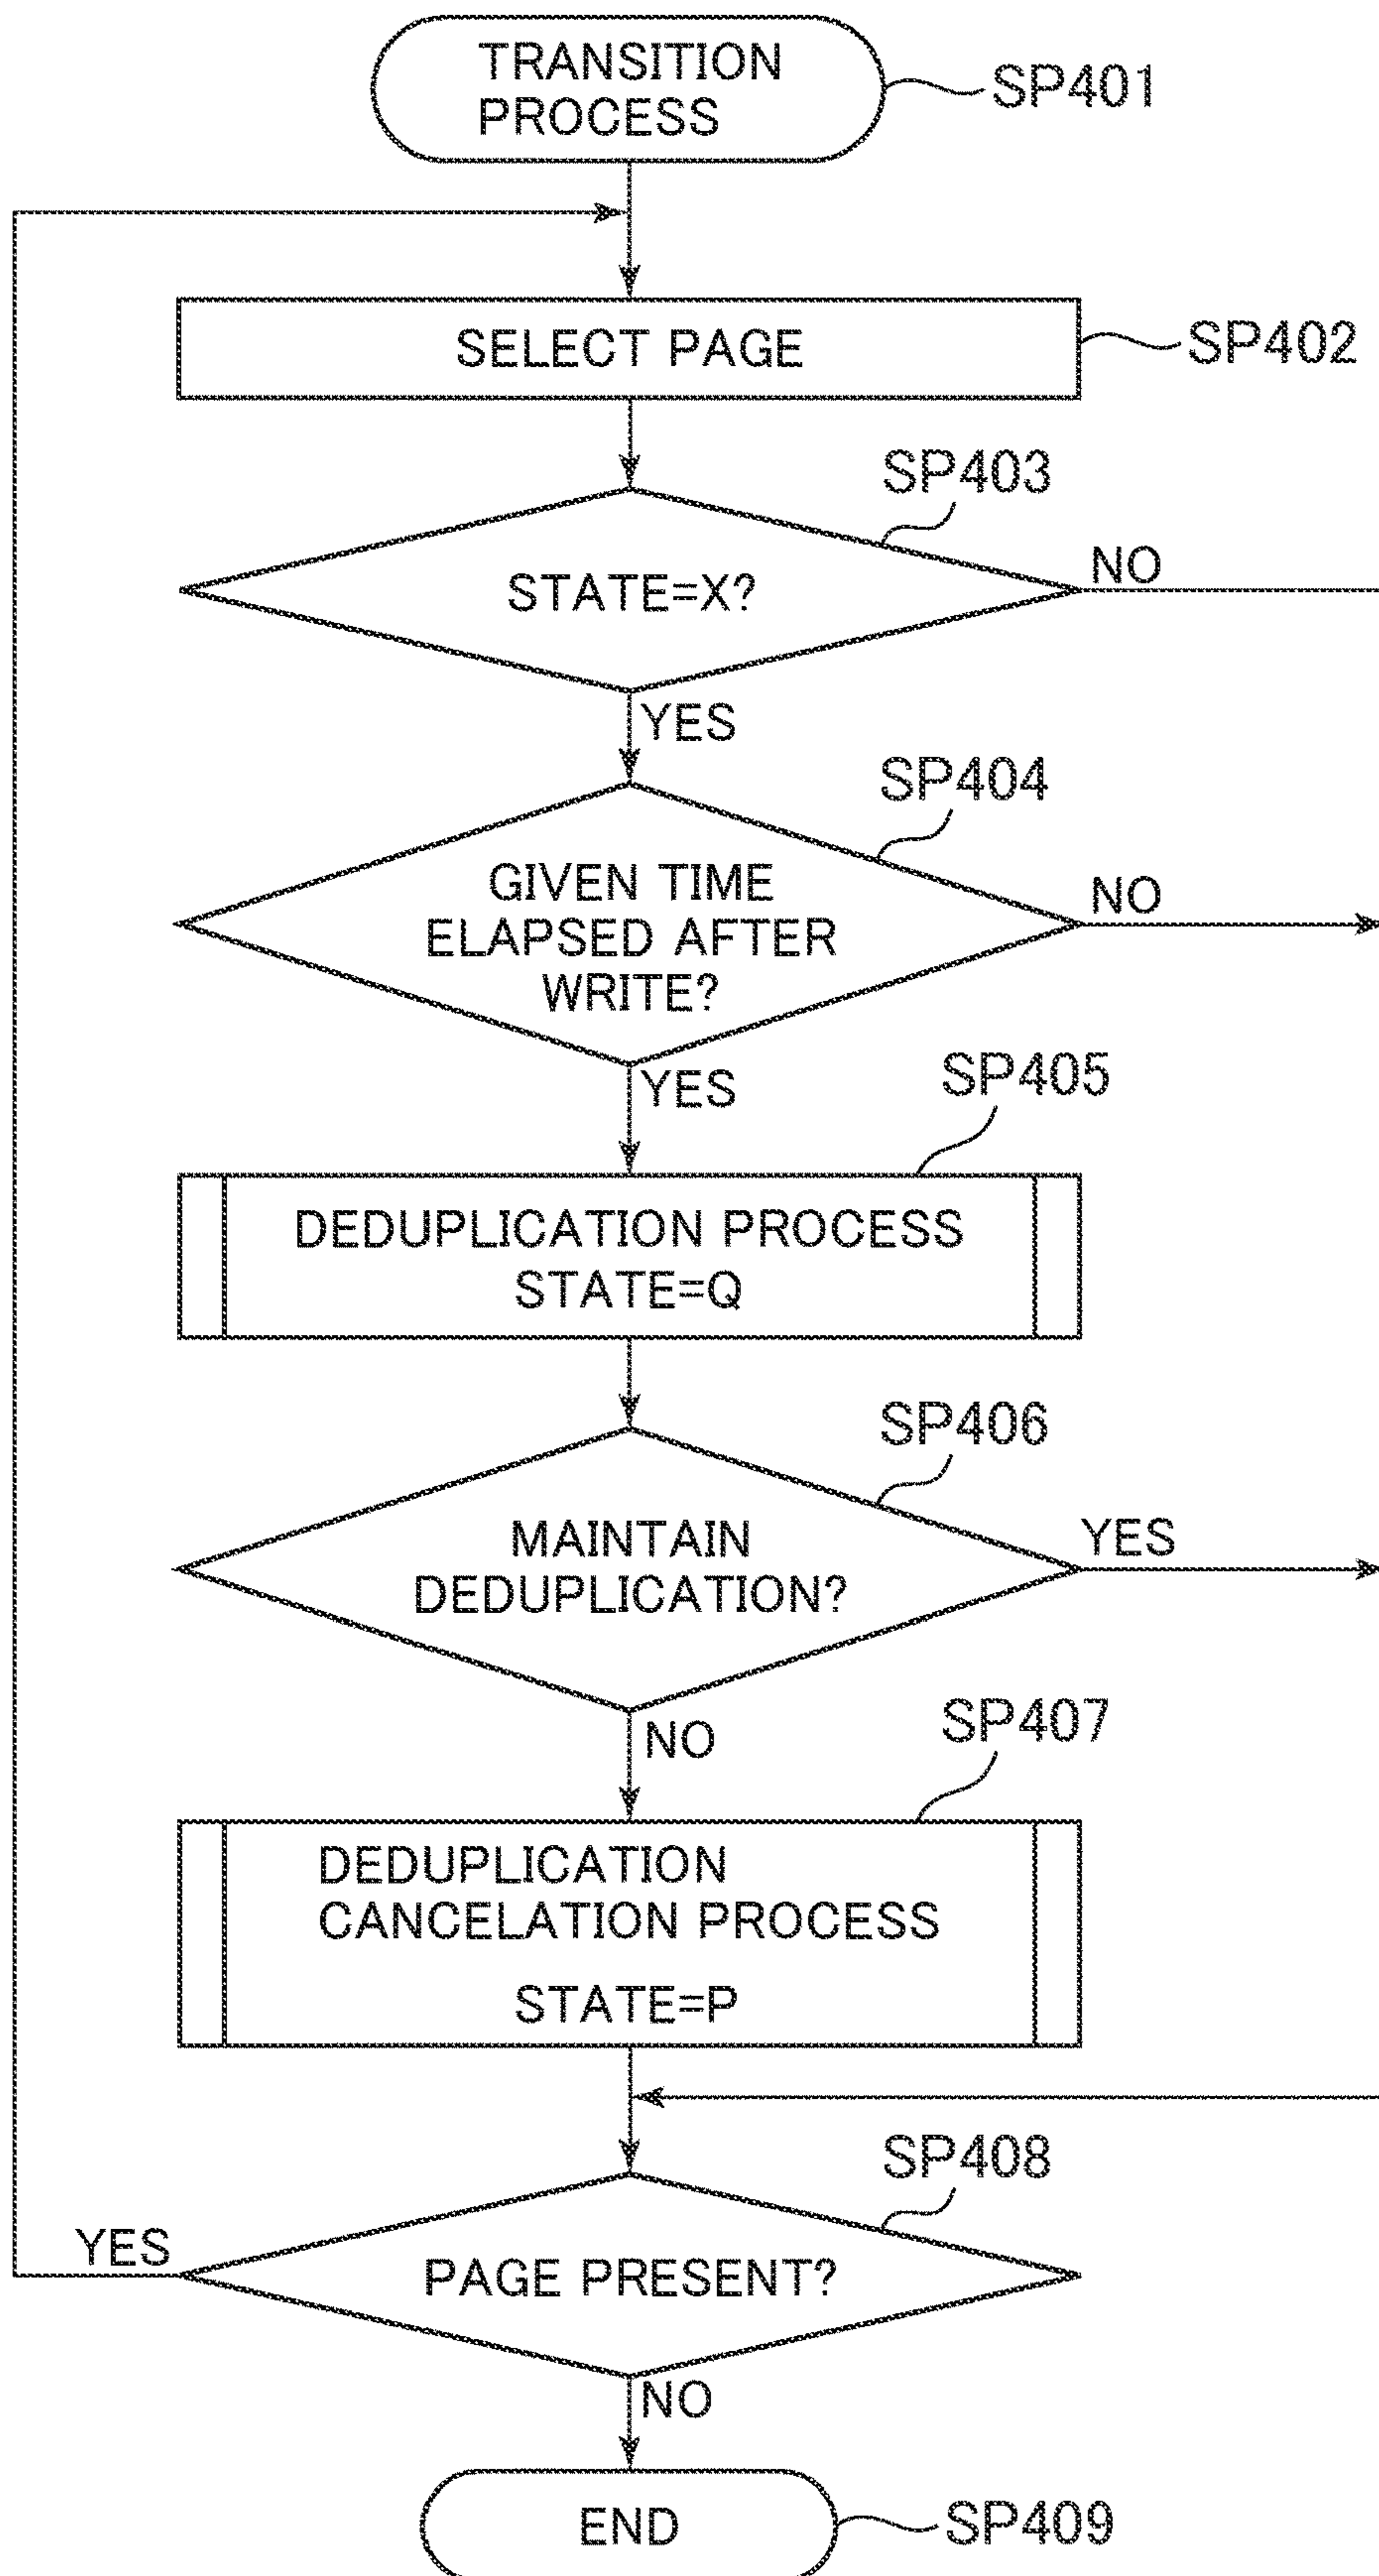 TRANSITION
PROCESS
SP401
SELECT PAGE
SP402
SP403
STATE=X?
NO
YES
SP404
GIVEN TIME
ELAPSED AFTER
WRITE?
NO
YES
SP405
DEDUPLICATION PROCESS
STATE=Q
SP406
MAINTAIN
DEDUPLICATION?
YES
NO
SP407
DEDUPLICATION
CANCELATION PROCESS
STATE=P
SP408
YES
PAGE PRESENT?
NO
END
SP409